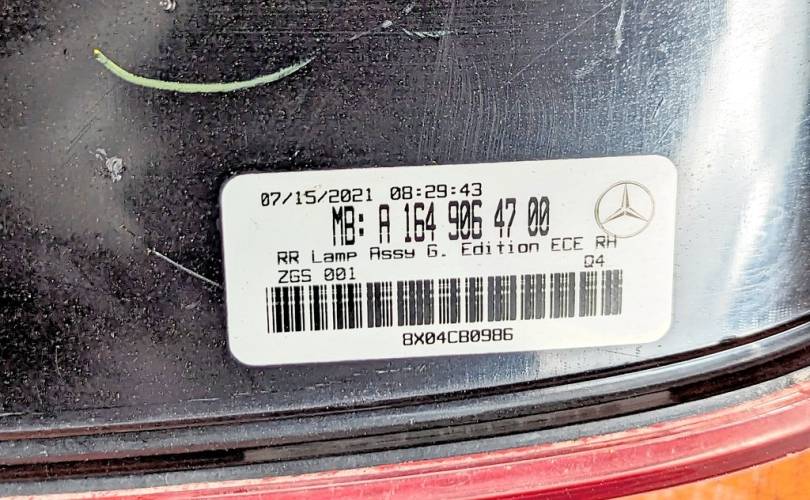 07/15/2021 08:29:43
MB: A 164 906 47 00
RR Lamp Assy G. Edition ECE RH
ZGS 001 Q4
8X04CB0986